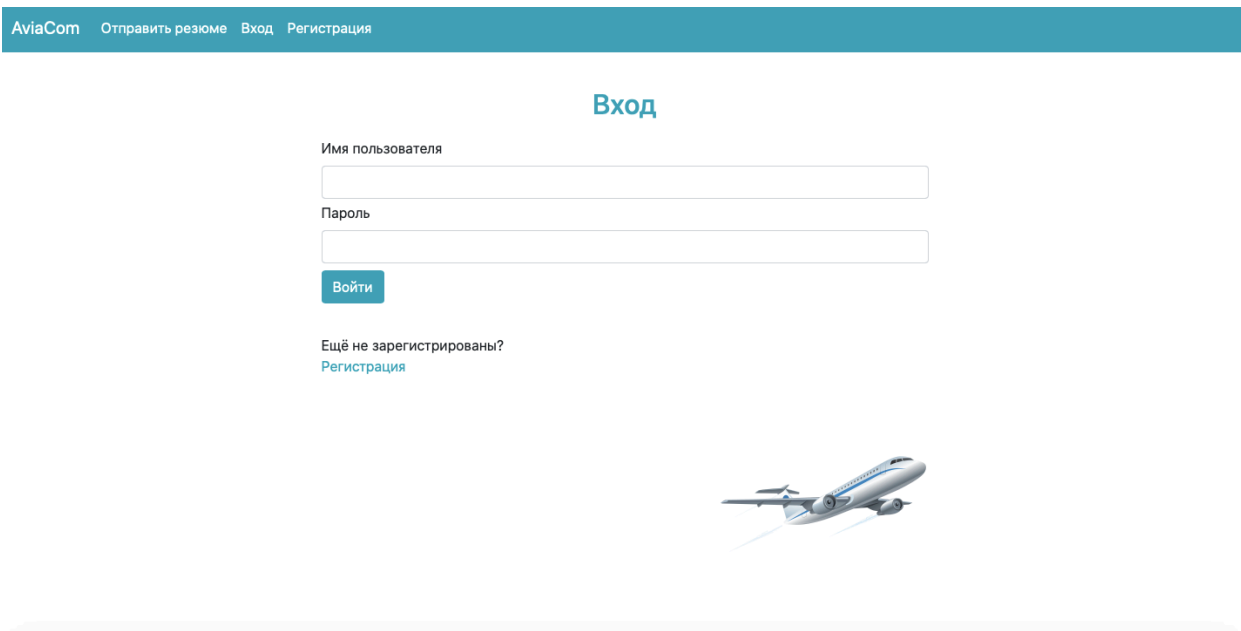 AviaCom Отправить резюме Вход Регистрация
Вход
Имя пользователя
Пароль
Войти
Ещё не зарегистрированы?
Регистрация